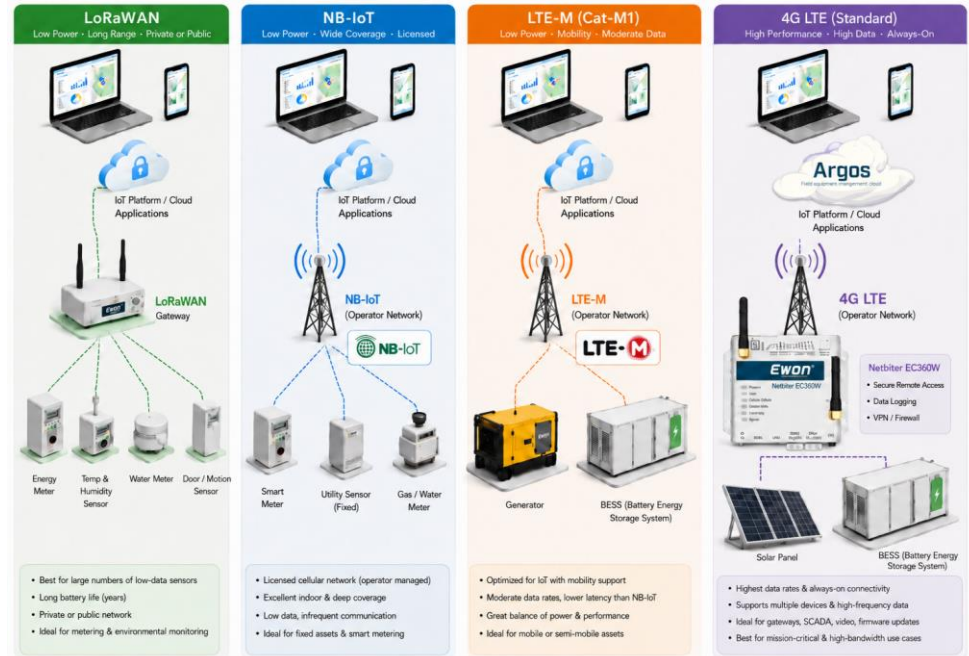 LoRaWAN
Low Power · Long Range · Private or Public
IoT Platform / Cloud
Applications
LoRaWAN
Gateway
Ewon
Energy
Meter
Temp &
Humidity
Sensor
Water Meter
Door / Motion
Sensor
• Best for large numbers of low-data sensors
• Long battery life (years)
• Private or public network
• Ideal for metering & environmental monitoring
NB-IoT
Low Power · Wide Coverage · Licensed
IoT Platform / Cloud
Applications
NB-IoT
(Operator Network)
NB-IoT
Smart
Meter
Utility Sensor
(Fixed)
Gas / Water
Meter
• Licensed cellular network (operator managed)
• Excellent indoor & deep coverage
• Low data, infrequent communication
• Ideal for fixed assets & smart metering
LTE-M (Cat-M1)
Low Power · Mobility · Moderate Data
IoT Platform / Cloud
Applications
LTE-M
(Operator Network)
LTE-M
Ewon
Generator
BESS (Battery Energy
Storage System)
• Optimized for IoT with mobility support
• Moderate data rates, lower latency than NB-IoT
• Great balance of power & performance
• Ideal for mobile or semi-mobile assets
4G LTE (Standard)
High Performance · High Data · Always-On
Argos
Field equipment mangement cloud
IoT Platform / Cloud
Applications
4G LTE
(Operator Network)
Ewon
Netbiter EC360W
Netbiter EC360W
• Secure Remote Access
• Data Logging
• VPN / Firewall
Solar Panel
BESS (Battery Energy
Storage System)
• Highest data rates & always-on connectivity
• Supports multiple devices & high-frequency data
• Ideal for gateways, SCADA, video, firmware updates
• Best for mission-critical & high-bandwidth use cases